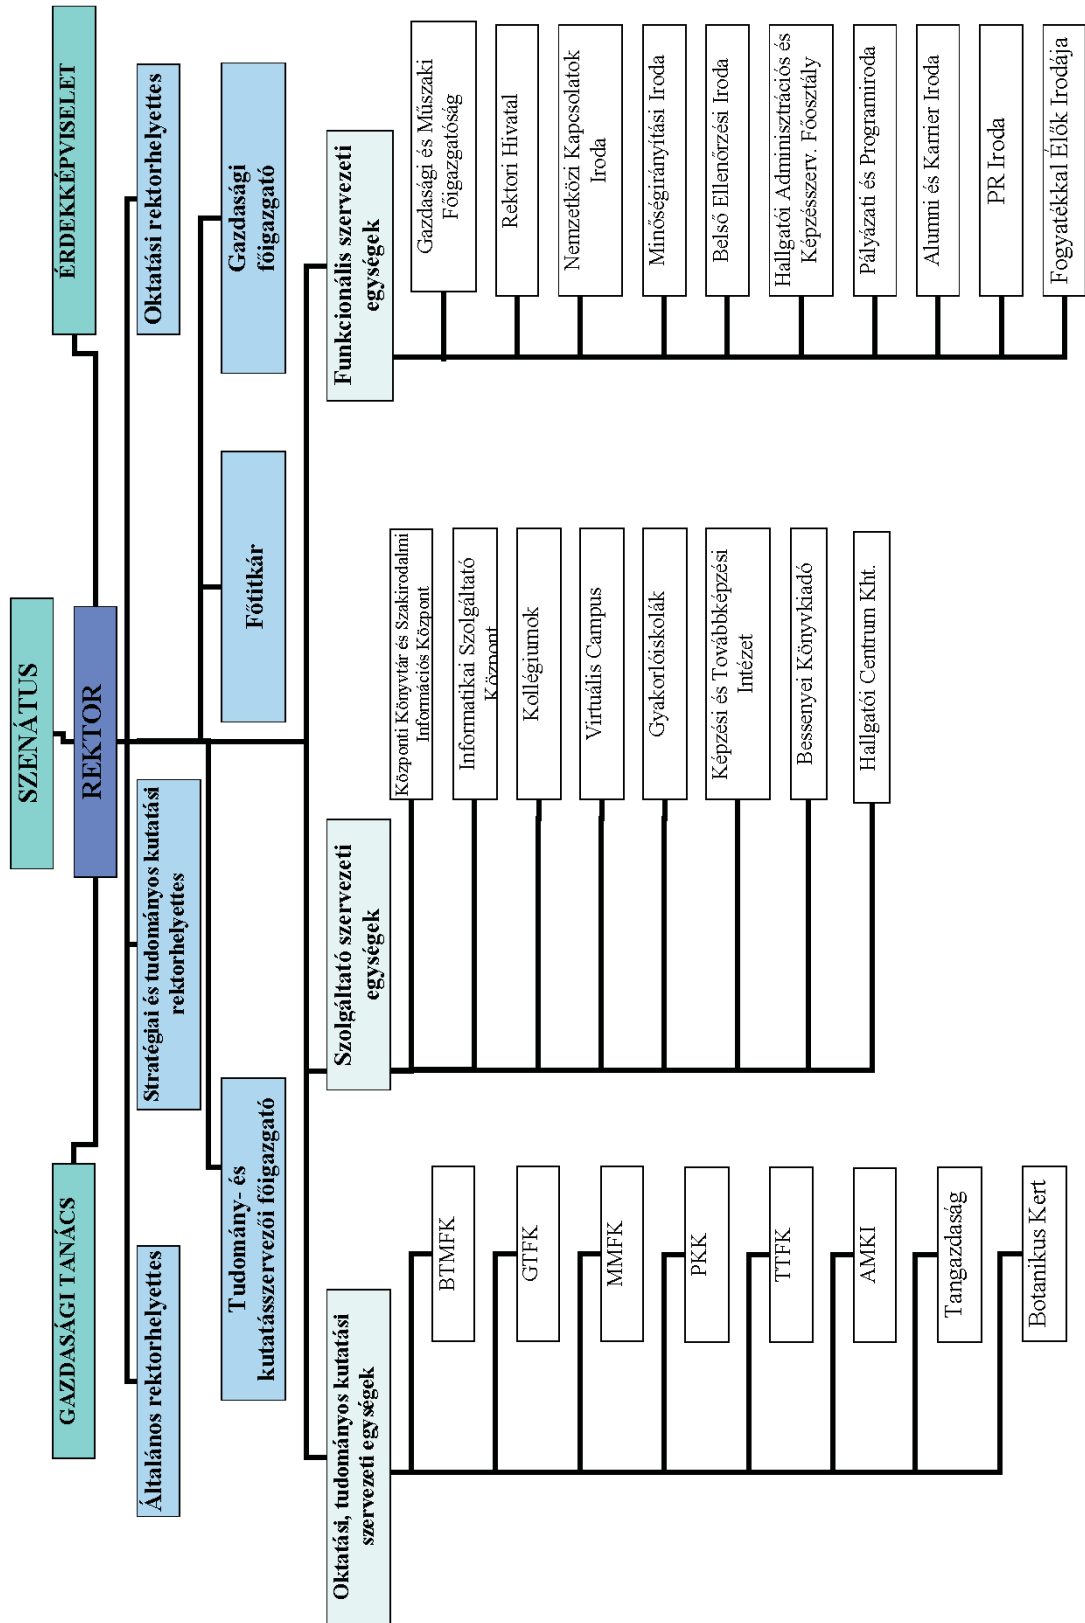 SZENÁTUS
GAZDASÁGI TANÁCS
REKTOR
ÉRDEKKÉPVISELET
Általános rektorhelyettes
Stratégiai és tudományos kutatási
rektorhelyettes
Oktatási rektorhelyettes
Tudomány- és
kutatásszervezői főigazgató
Főtitkár
Gazdasági
főigazgató
Oktatási, tudományos kutatási
szervezeti egységek
BTMFK
GTFK
MMFK
PKK
TTFK
AMKI
Tangazdaság
Botanikus Kert
Szolgáltató szervezeti
egységek
Központi Könyvtár és Szakirodalmi
Információs Központ
Informatikai Szolgáltató
Központ
Kollégiumok
Virtuális Campus
Gyakorlóiskolák
Képzési és Továbbképzési
Intézet
Bessenyei Könyvkiadó
Hallgatói Centrum Kht.
Funkcionális szervezeti
egységek
Gazdasági és Műszaki
Főigazgatóság
Rektori Hivatal
Nemzetközi Kapcsolatok
Iroda
Minőségirányítási Iroda
Belső Ellenőrzési Iroda
Hallgatói Adminisztrációs és
Képzésszerv. Főosztály
Pályázati és Programiroda
Alumni és Karrier Iroda
PR Iroda
Fogyatékkal Élők Irodája